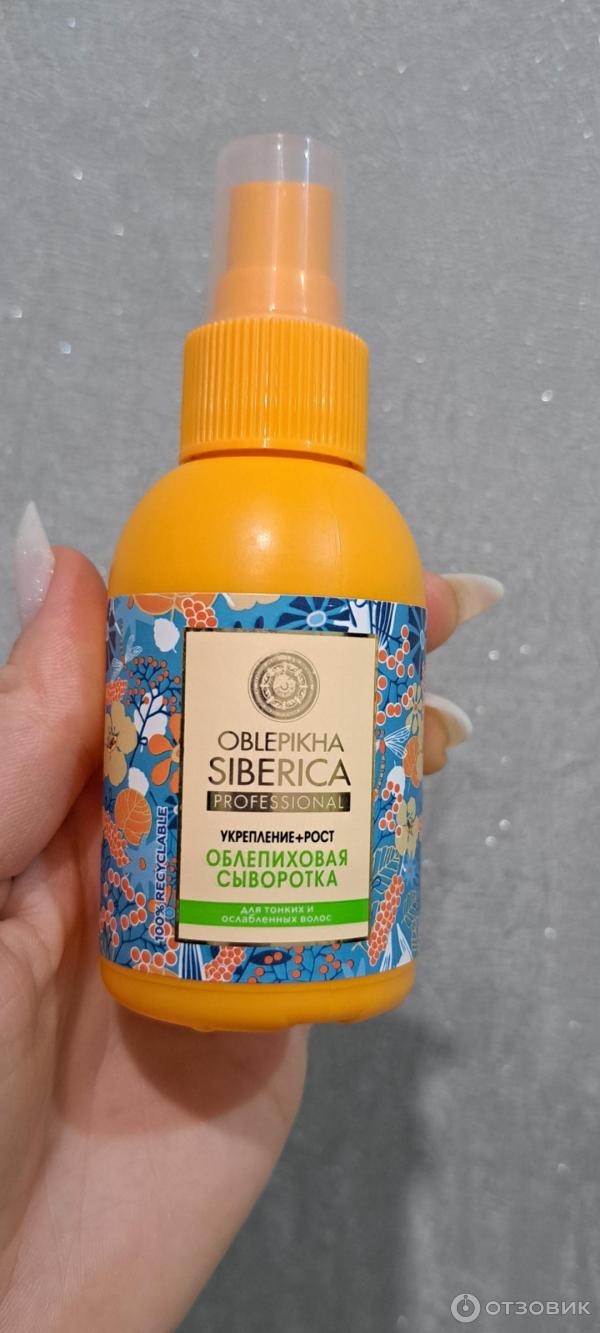 OBLEPIKHA
SIBERICA
PROFESSIONAL
УКРЕПЛЕНИЕ+РОСТ
ОБЛЕПИХОВАЯ
СЫВОРОТКА
для тонких и
ослабленных волос
100% RECYCLABLE
ОТЗОВИК